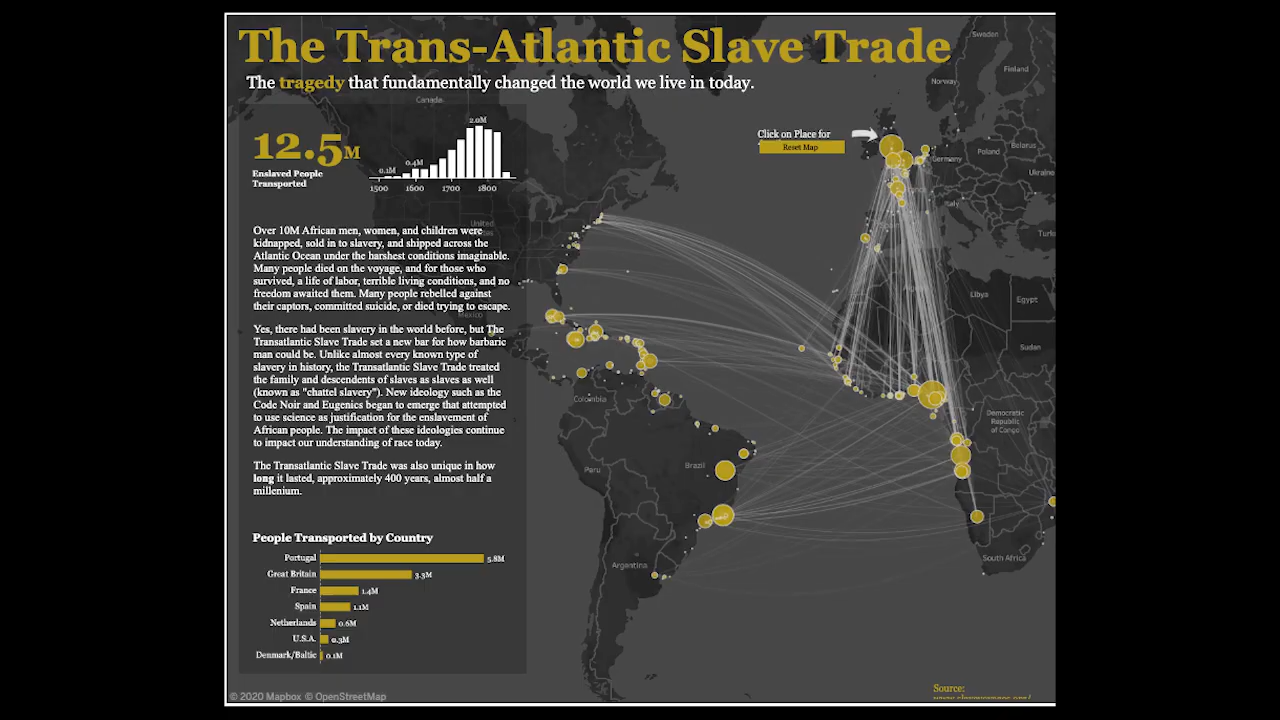 The Trans-Atlantic Slave Trade
The tragedy that fundamentally changed the world we live in today.
12.5M
Enslaved People
Transported
0.1M
0.4M
2.0M
1500 1600 1700 1800
Over 10M African men, women, and children were
kidnapped, sold in to slavery, and shipped across the
Atlantic Ocean under the harshest conditions imaginable.
Many people died on the voyage, and for those who
survived, a life of labor, terrible living conditions, and no
freedom awaited them. Many people rebelled against
their captors, committed suicide, or died trying to escape.
Yes, there had been slavery in the world before, but The
Transatlantic Slave Trade set a new bar for how barbaric
man could be. Unlike almost every known type of
slavery in history, the Transatlantic Slave Trade treated
the family and descendents of slaves as slaves as well
(known as "chattel slavery"). New ideology such as the
Code Noir and Eugenics began to emerge that attempted
to use science as justification for the enslavement of
African people. The impact of these ideologies continue
to impact our understanding of race today.
The Transatlantic Slave Trade was also unique in how
long it lasted, approximately 400 years, almost half a
millenium.
People Transported by Country
Portugal 5.8M
Great Britain 3.3M
France 1.4M
Spain 1.1M
Netherlands 0.6M
U.S.A. 0.3M
Denmark/Baltic 0.1M
© 2020 Mapbox © OpenStreetMap
Click on Place for
Reset Map
Canada
United
Mexico
Colombia
Peru
Brazil
Argentina
Sweden
Finland
Norway
Germany
Poland
Belorus
Ukraine
Italy
Turk
Libya
Egypt
Sudan
Democratic
Republic
of Congo
South Africa
Source: